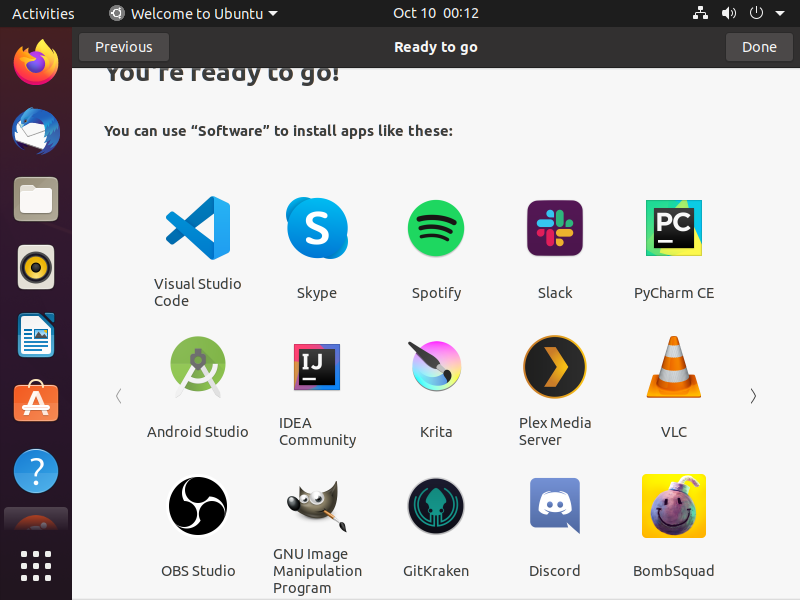 Activities
Welcome to Ubuntu
Oct 10 00:12
Previous
Ready to go
Done
You're ready to go!
You can use “Software” to install apps like these:
S
PC
Visual Studio
Code
Skype
Spotify
Slack
PyCharm CE
IJ
Android Studio
IDEA
Community
Krita
Plex Media
Server
VLC
OBS Studio
GNU Image
Manipulation
Program
GitKraken
Discord
BombSquad